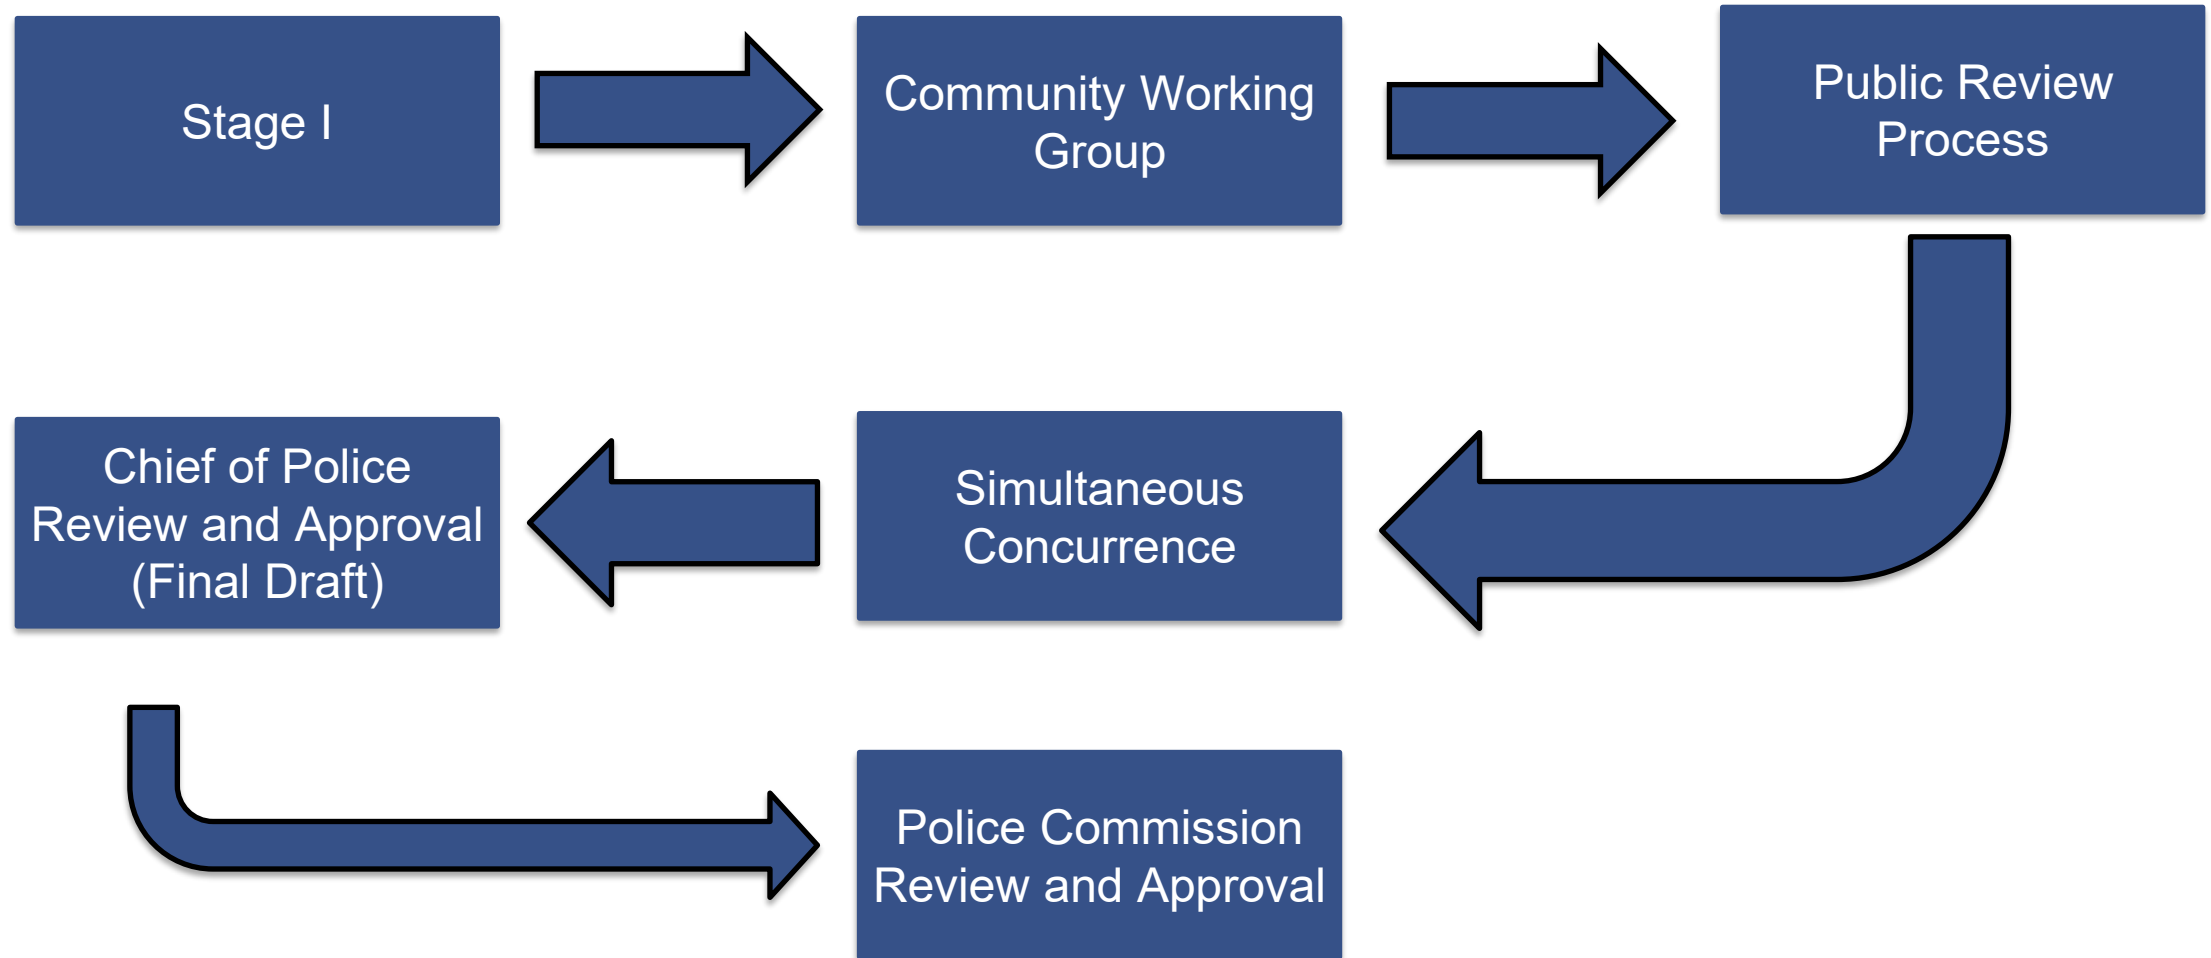 Stage I
Community Working
Group
Public Review
Process
Simultaneous
Concurrence
Chief of Police
Review and Approval
(Final Draft)
Police Commission
Review and Approval